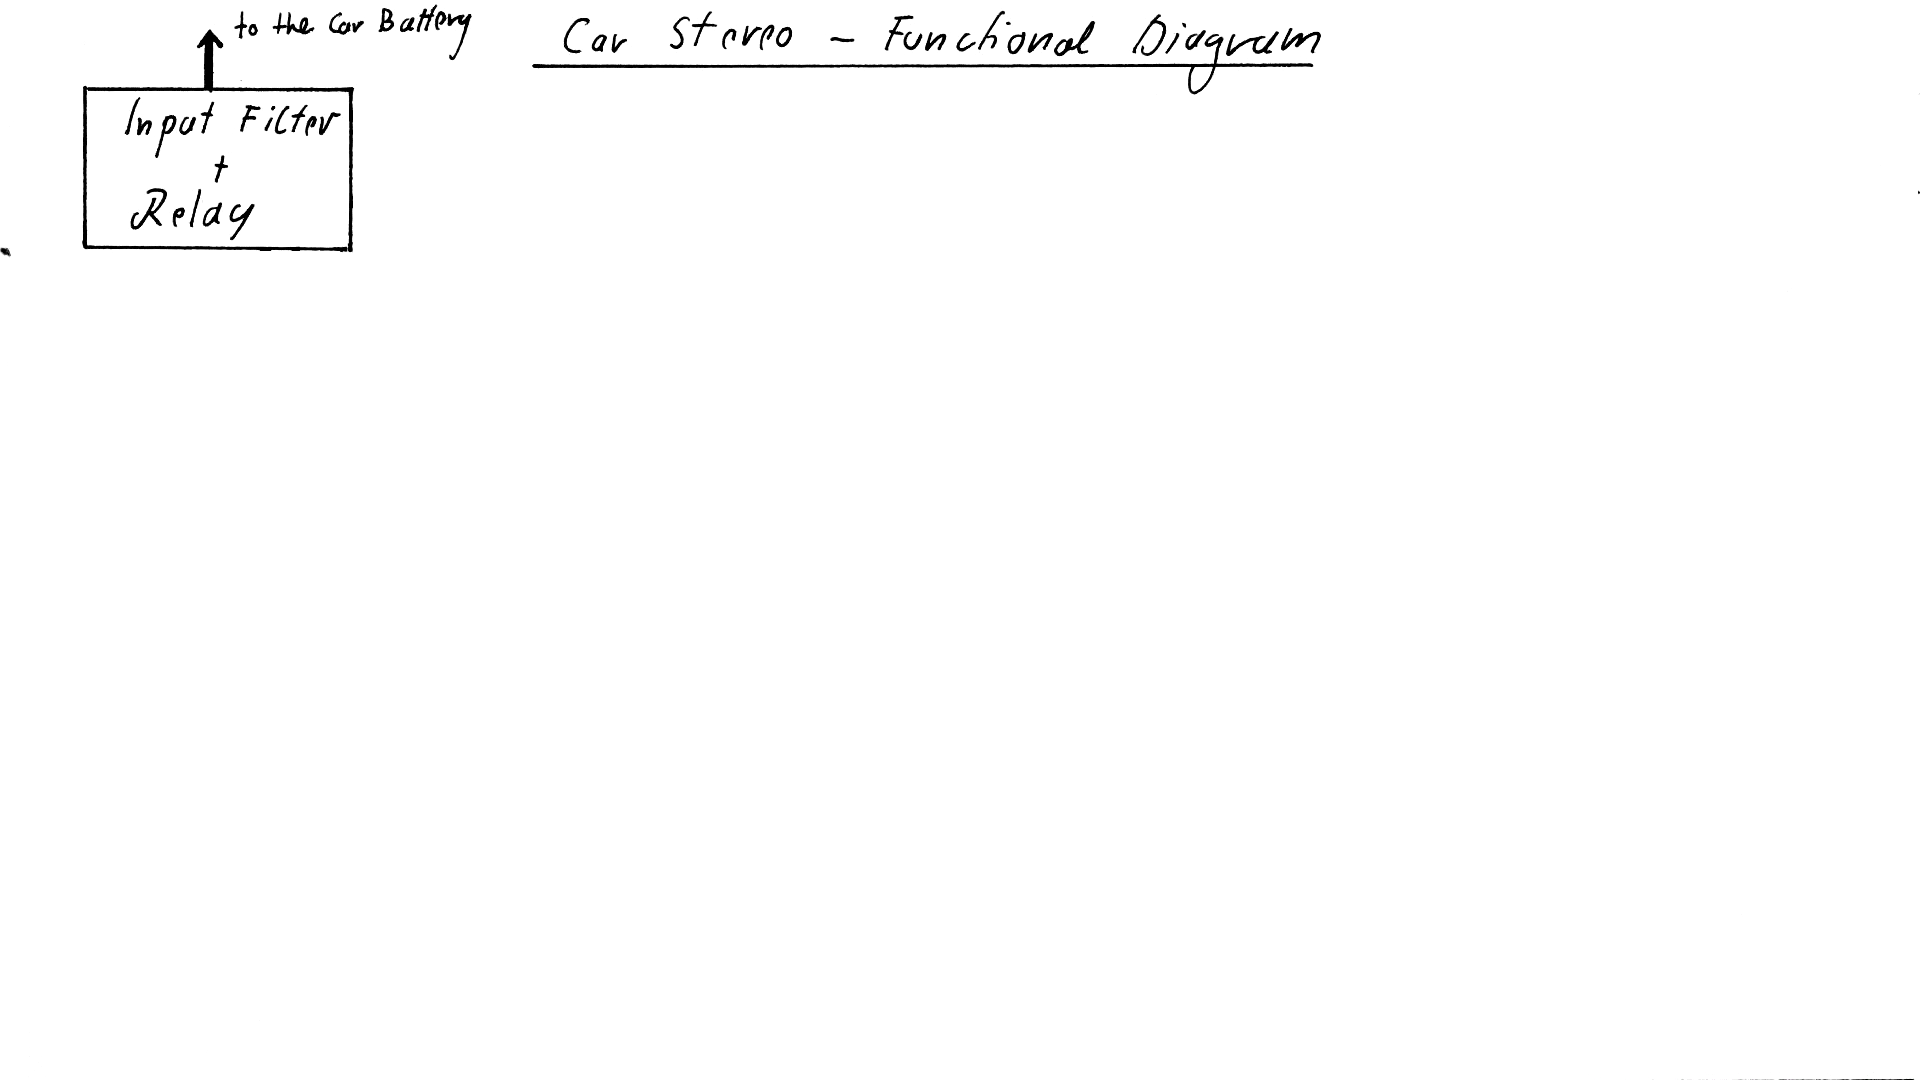 to the Car Battery
Car Stereo - Functional Diagram
Input Filter
+
Relay